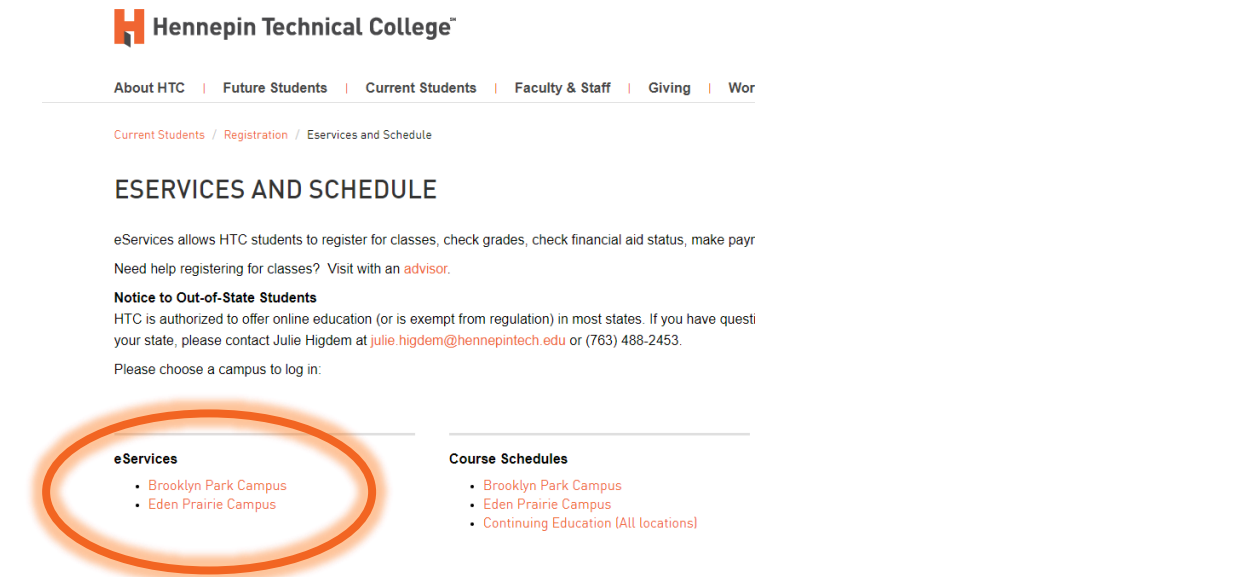 Hennepin Technical College℠
About HTC | Future Students | Current Students | Faculty & Staff | Giving | Wor
Current Students / Registration / Eservices and Schedule
ESERVICES AND SCHEDULE
eServices allows HTC students to register for classes, check grades, check financial aid status, make payr
Need help registering for classes?  Visit with an advisor.
Notice to Out-of-State Students
HTC is authorized to offer online education (or is exempt from regulation) in most states. If you have questi
your state, please contact Julie Higdem at julie.higdem@hennepintech.edu or (763) 488-2453.
Please choose a campus to log in:
eServices
• Brooklyn Park Campus
• Eden Prairie Campus
Course Schedules
• Brooklyn Park Campus
• Eden Prairie Campus
• Continuing Education (All locations)